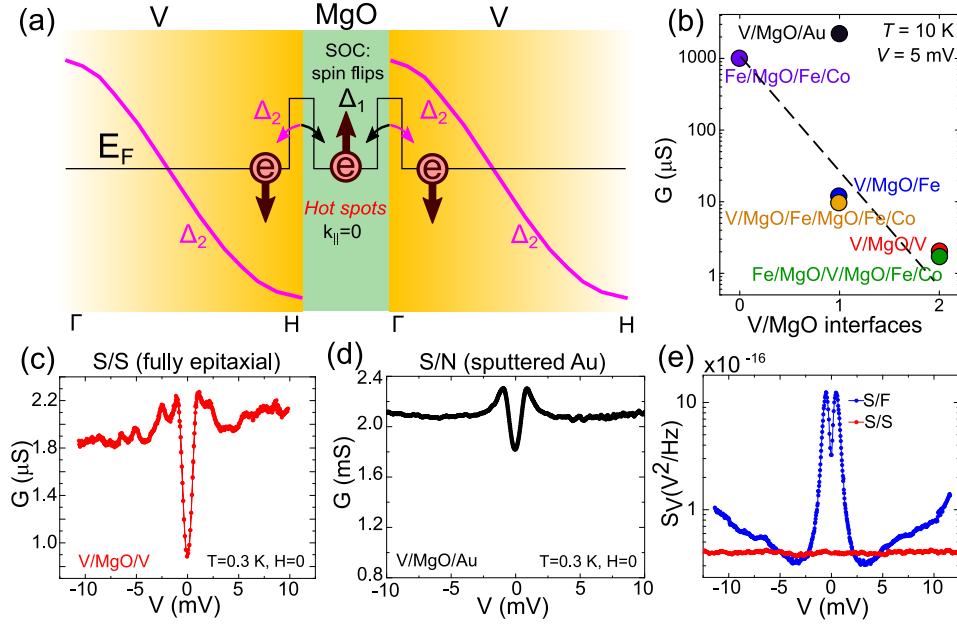 (a)
V
MgO
V
SOC:
spin flips
Δ1
Δ2
Δ2
EF
e
e
e
Hot spots
k||=0
Δ2
Δ2
Γ
H
Γ
H
(b)
V/MgO/Au
T = 10 K
V = 5 mV
Fe/MgO/Fe/Co
V/MgO/Fe
V/MgO/Fe/MgO/Fe/Co
V/MgO/V
Fe/MgO/V/MgO/Fe/Co
1000
100
10
1
G (μS)
0
1
2
V/MgO interfaces
(c)
S/S (fully epitaxial)
-10
-5
0
5
10
2.2
1.8
1.4
1.0
G (μS)
V/MgO/V
T=0.3 K, H=0
-10
-5
0
5
10
V (mV)
(d)
S/N (sputtered Au)
2.4
2.0
1.6
1.2
0.8
G (mS)
V/MgO/Au
T=0.3 K, H=0
-10
-5
0
5
10
V (mV)
(e)
x10 -16
S/F
S/S
10
1
SV(V2/Hz)
-10
-5
0
5
10
V (mV)